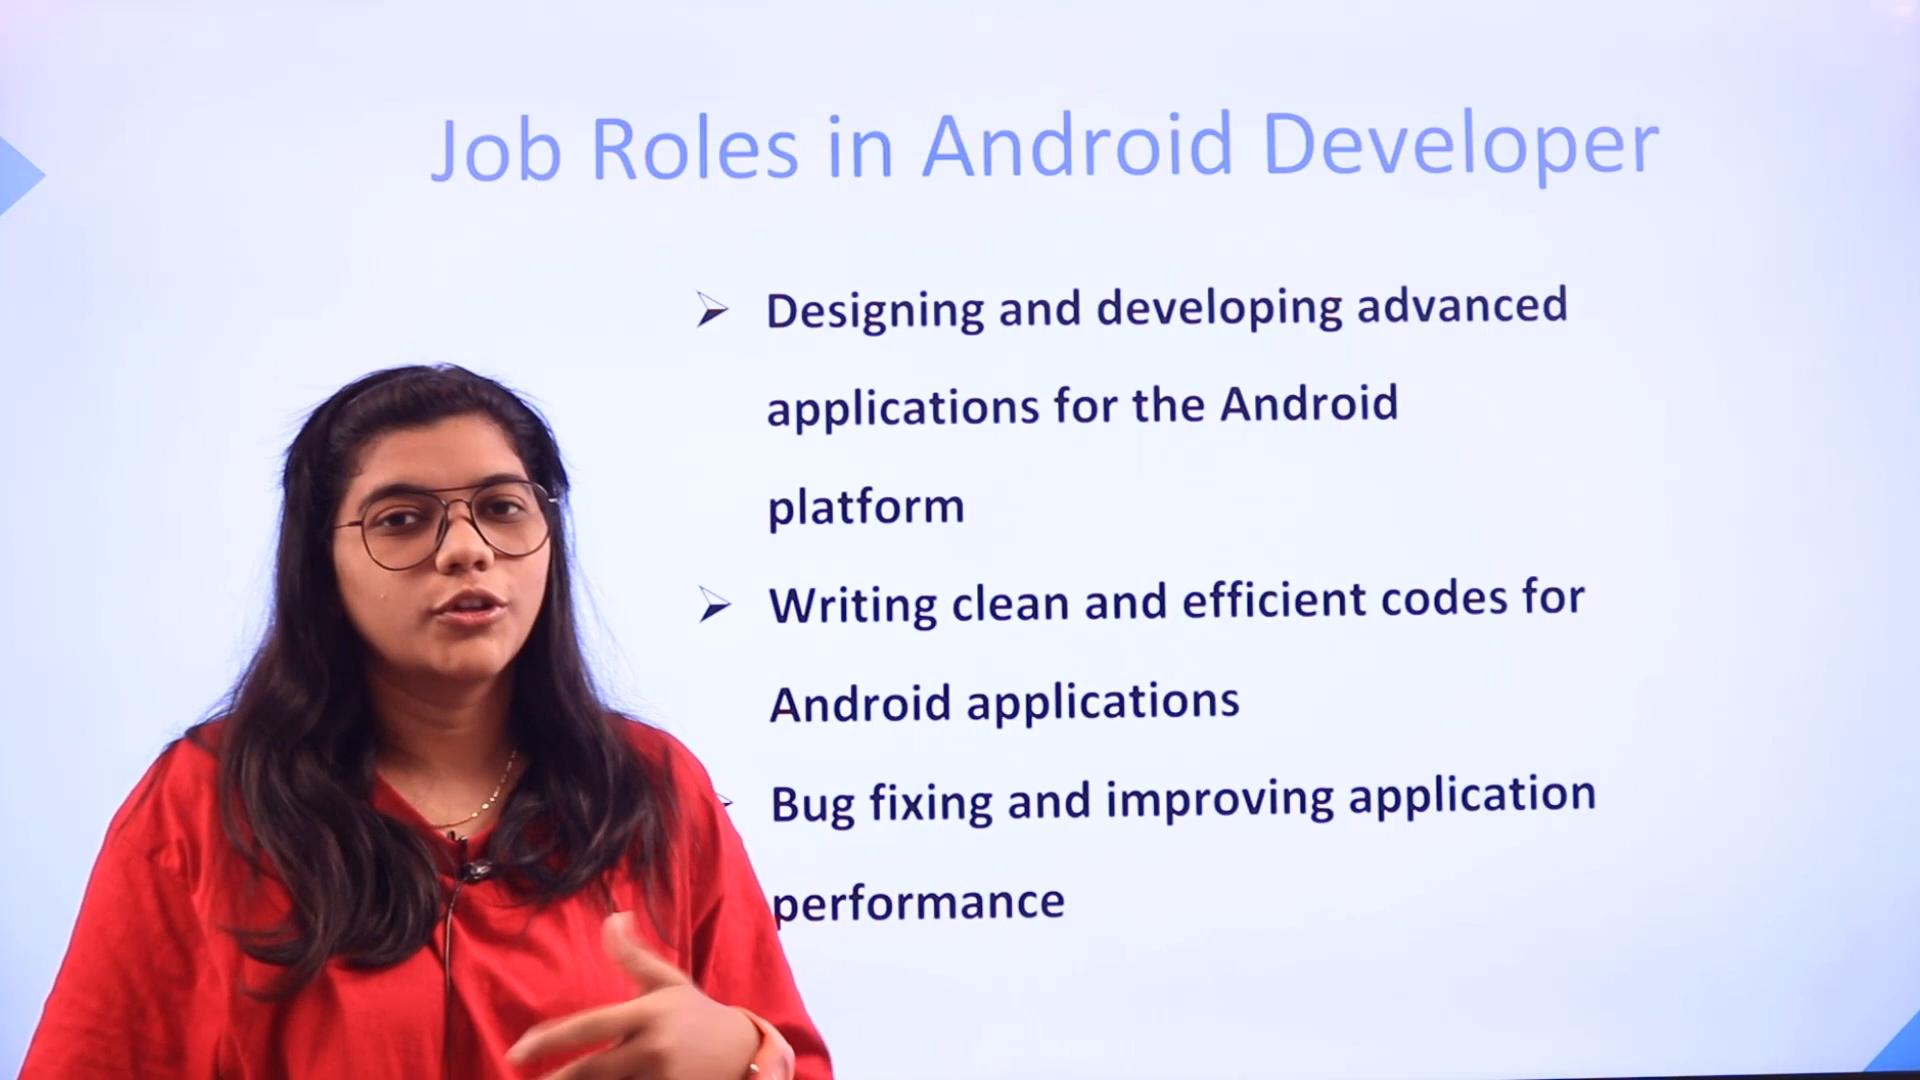 Job Roles in Android Developer
Designing and developing advanced
applications for the Android
platform
Writing clean and efficient codes for
Android applications
Bug fixing and improving application
performance